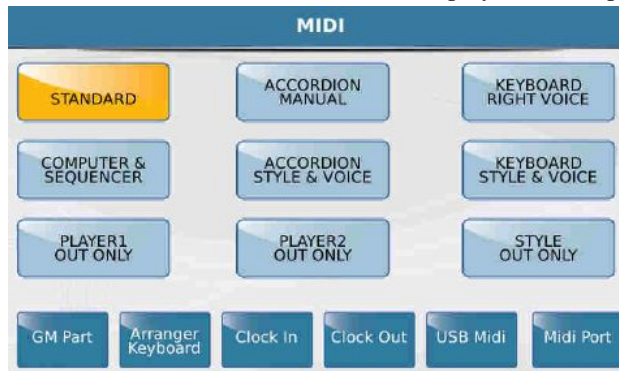 MIDI
STANDARD
ACCORDION
MANUAL
KEYBOARD
RIGHT VOICE
COMPUTER &
SEQUENCER
ACCORDION
STYLE & VOICE
KEYBOARD
STYLE & VOICE
PLAYER1
OUT ONLY
PLAYER2
OUT ONLY
STYLE
OUT ONLY
GM Part
Arranger
Keyboard
Clock In
Clock Out
USB Midi
Midi Port